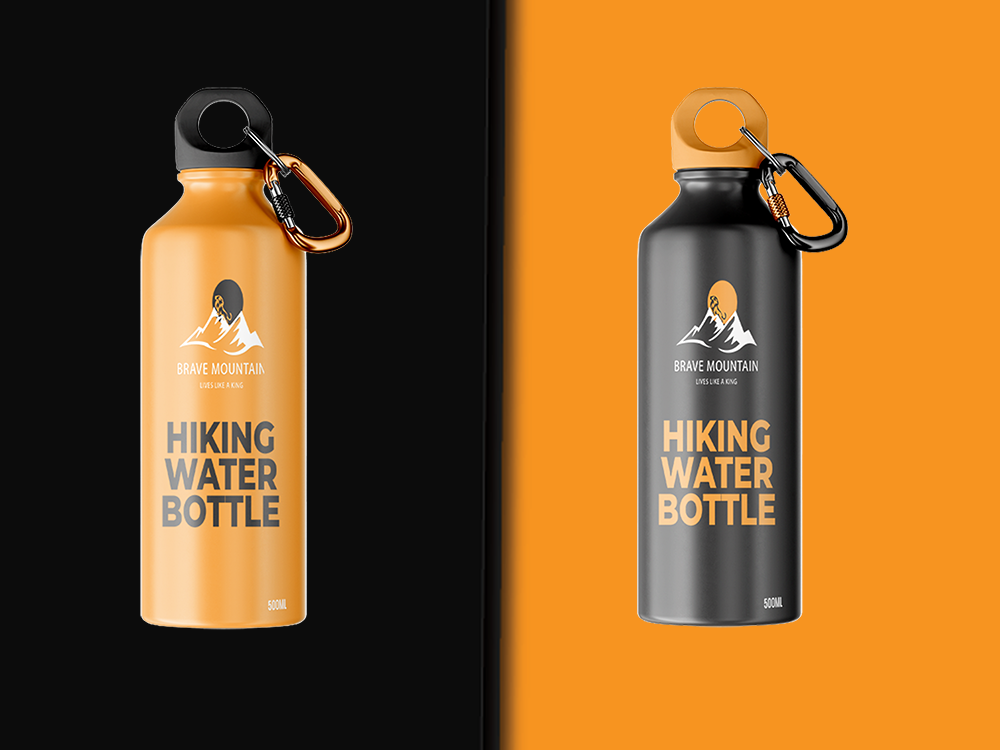 BRAVE MOUNTAIN
LIVES LIKE A KING
HIKING
WATER
BOTTLE
500ML
BRAVE MOUNTAIN
LIVES LIKE A KING
HIKING
WATER
BOTTLE
500ML